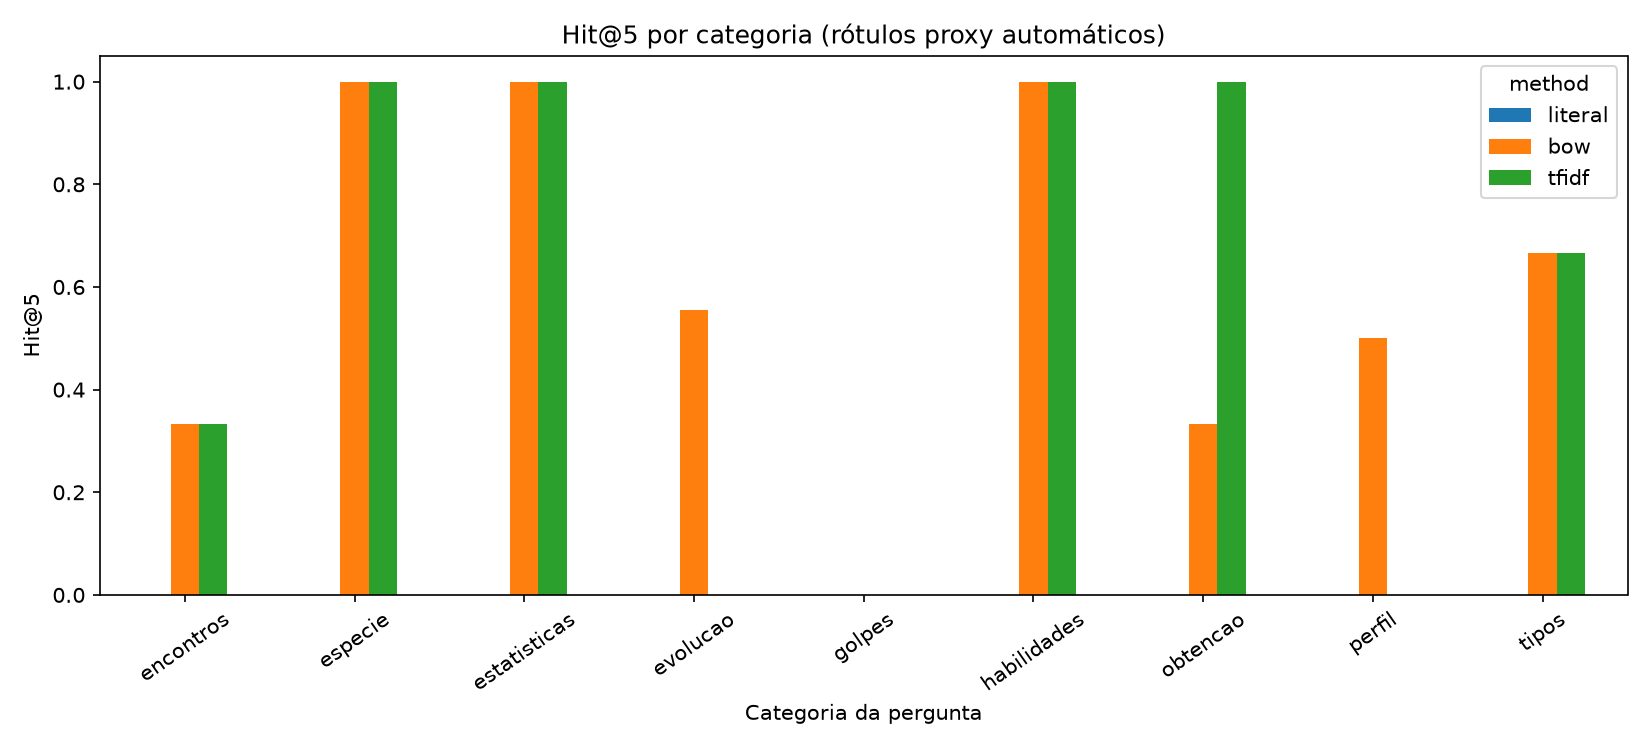 Hit@5 por categoria (rótulos proxy automáticos)
method
literal
bow
tfidf
Hit@5
1.0
0.8
0.6
0.4
0.2
0.0
encontros
especie
estatisticas
evolucao
golpes
habilidades
obtencao
perfil
tipos
Categoria da pergunta